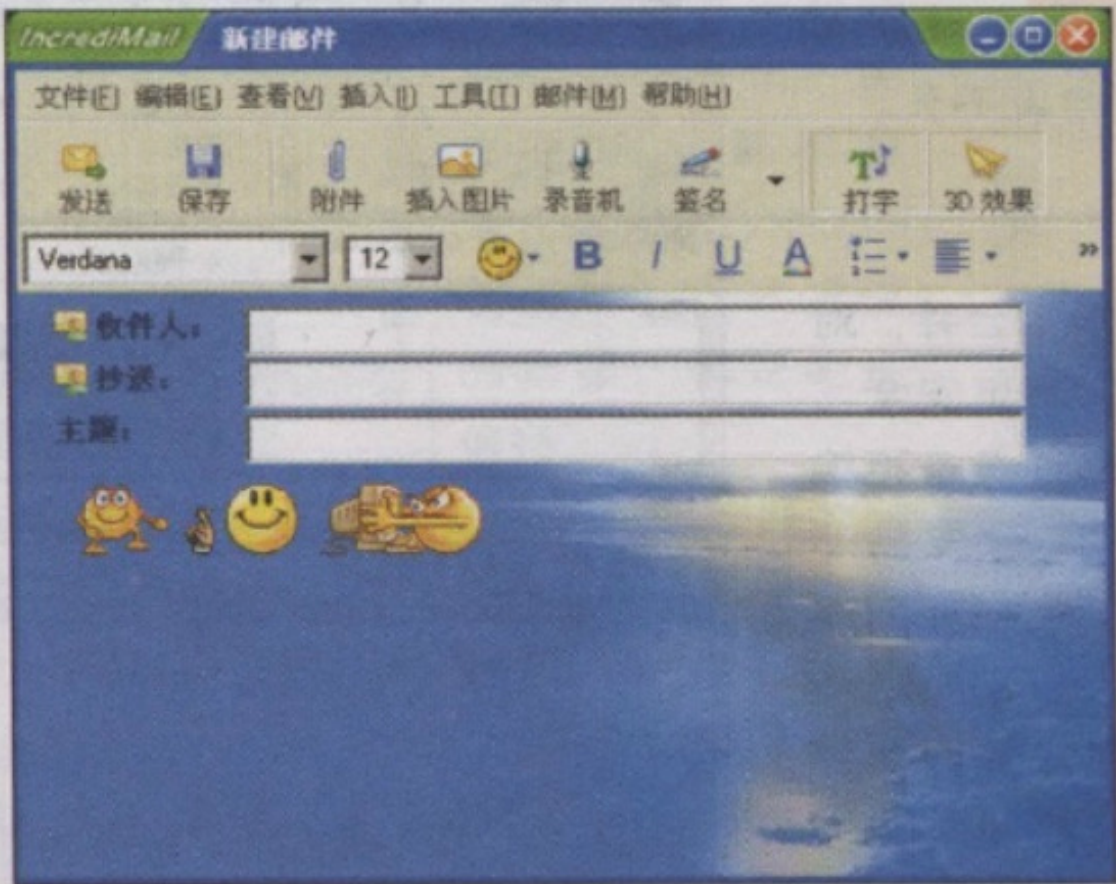 IncrediMail 新建邮件
文件(F) 编辑(E) 查看(V) 插入(I) 工具(T) 邮件(M) 帮助(H)
发送 保存 附件 插入图片 录音机 签名 打字 3D 效果
Verdana 12 B I U A
收件人:
抄送:
主题: